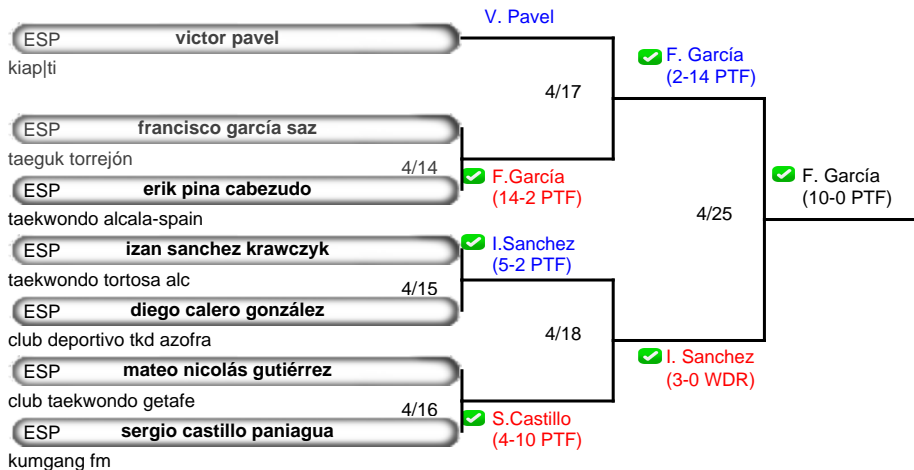 V. Pavel
ESP victor pavel
kiap|ti
F. García
(2-14 PTF)
4/17
ESP francisco garcía saz
taeguk torrejón
4/14
F.García
(14-2 PTF)
F. García
(10-0 PTF)
ESP erik pina cabezudo
taekwondo alcala-spain
4/25
ESP izan sanchez krawczyk
I.Sanchez
(5-2 PTF)
taekwondo tortosa alc
4/15
ESP diego calero gonzález
club deportivo tkd azofra
4/18
ESP mateo nicolás gutiérrez
I. Sanchez
(3-0 WDR)
club taekwondo getafe
4/16
S.Castillo
(4-10 PTF)
ESP sergio castillo paniagua
kumgang fm